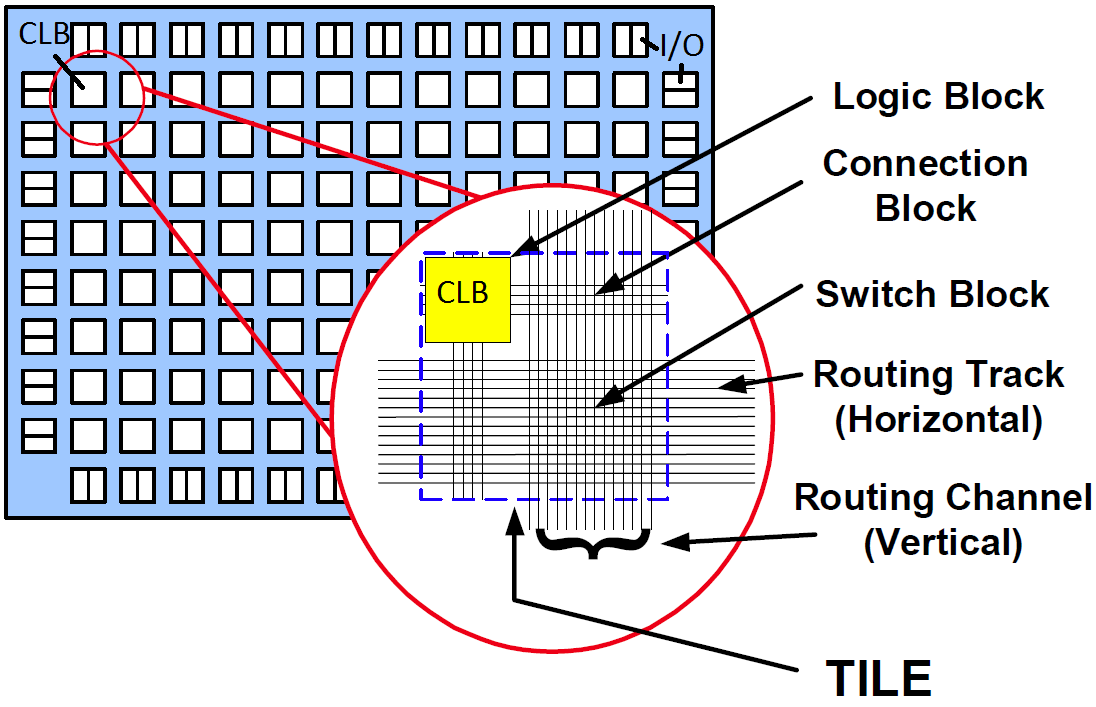 CLB
I/O
Logic Block
Connection
Block
CLB
Switch Block
Routing Track
(Horizontal)
Routing Channel
(Vertical)
TILE